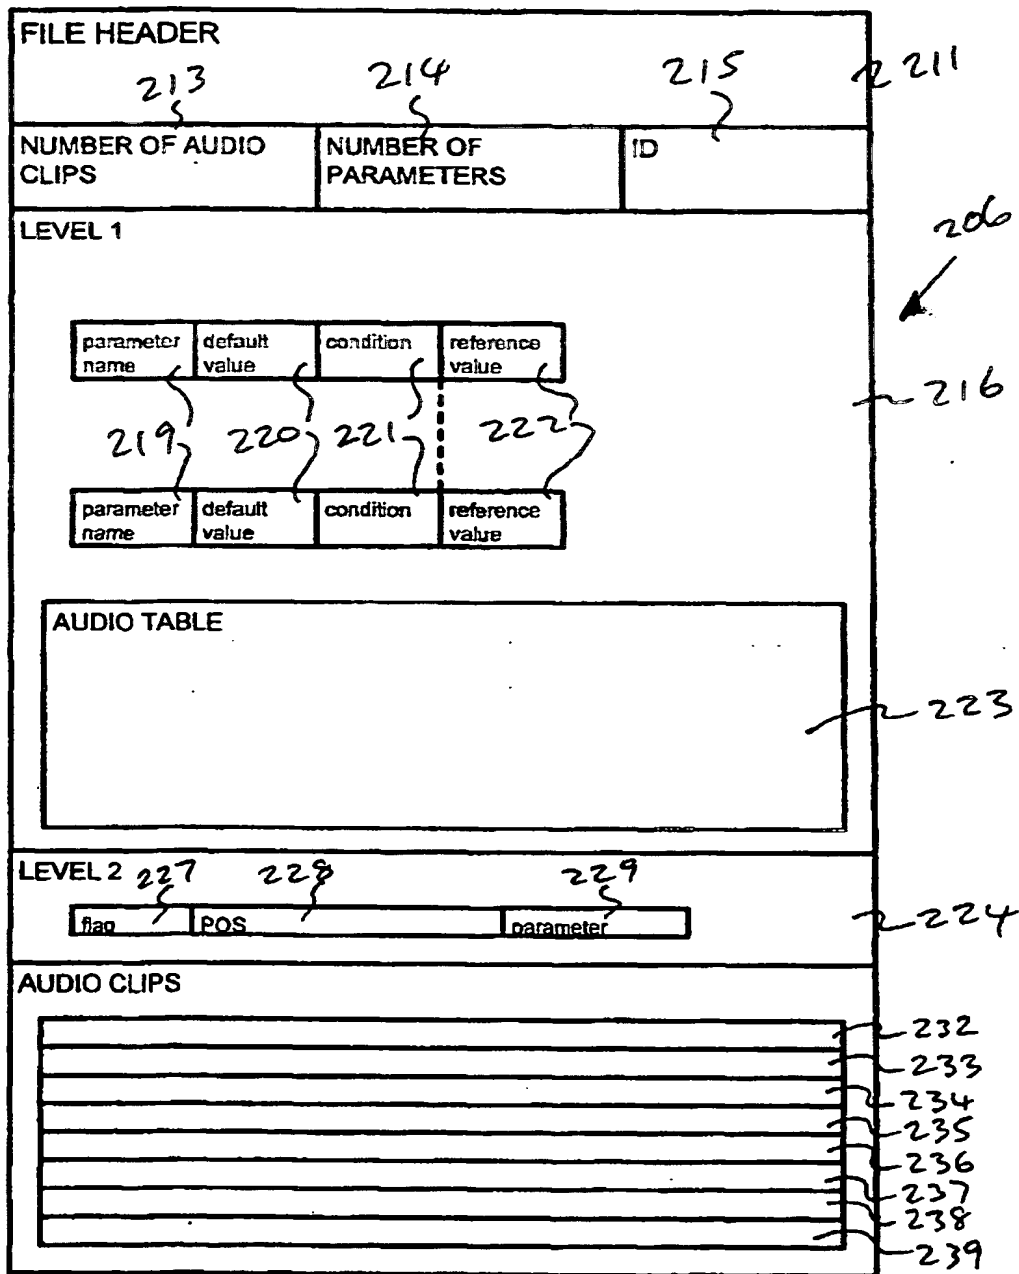 FILE HEADER
213 214 215 211
NUMBER OF AUDIO CLIPS
NUMBER OF PARAMETERS
ID
LEVEL 1
206
parameter name
default value
condition
reference value
216
219 220 221 222
parameter name
default value
condition
reference value
AUDIO TABLE
223
LEVEL 2 227 228 229
flag POS parameter
224
AUDIO CLIPS
232
233
234
235
236
237
238
239